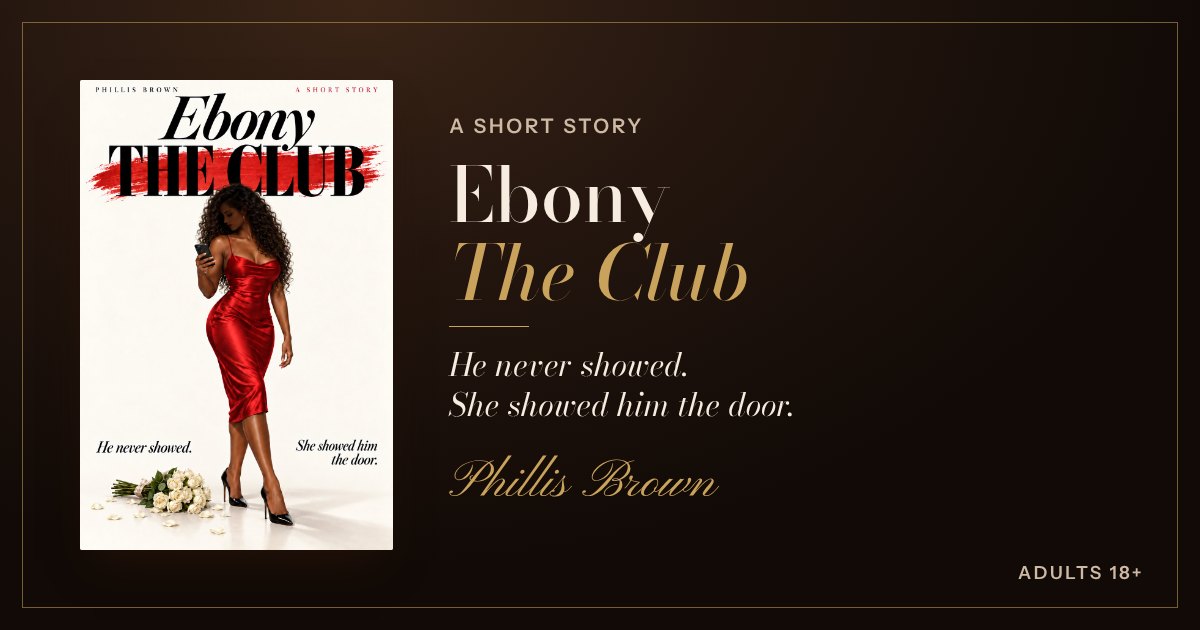 PHILLIS BROWN
A SHORT STORY
Ebony
THE CLUB
He never showed.
She showed him
the door.
A SHORT STORY
Ebony
The Club
He never showed.
She showed him the door.
Phillis Brown
ADULTS 18+